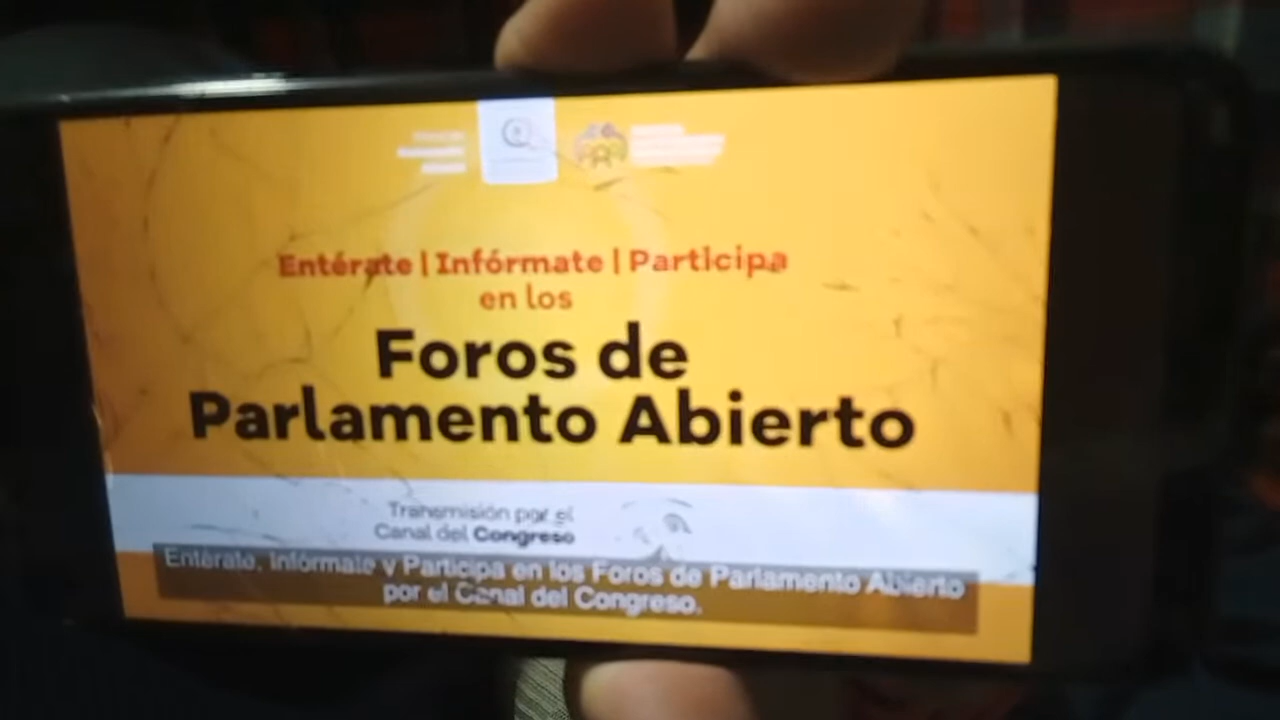 Entérate | Infórmate | Participa
en los
Foros de
Parlamento Abierto
Transmisión por el
Canal del Congreso
Entérate, Infórmate y Participa en los Foros de Parlamento Abierto
por el Canal del Congreso.